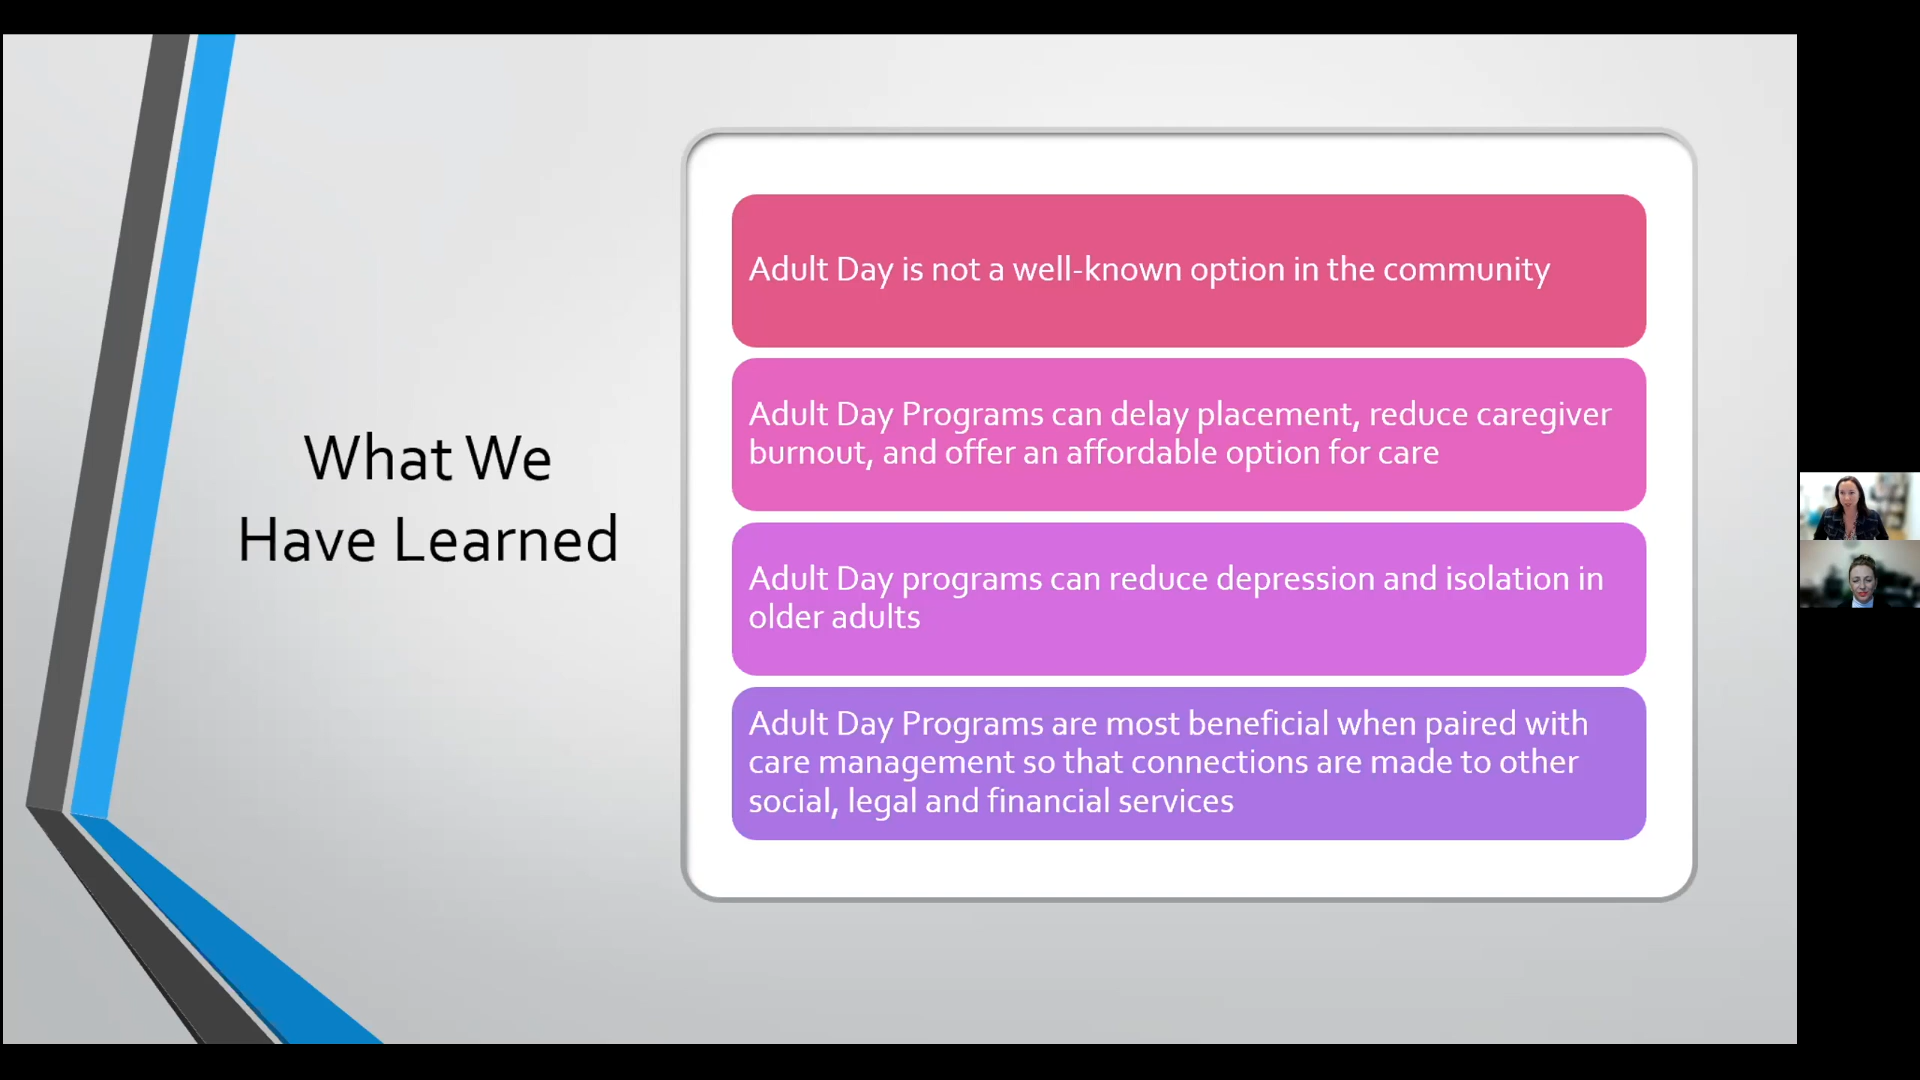 What We
Have Learned
Adult Day is not a well-known option in the community
Adult Day Programs can delay placement, reduce caregiver
burnout, and offer an affordable option for care
Adult Day programs can reduce depression and isolation in
older adults
Adult Day Programs are most beneficial when paired with
care management so that connections are made to other
social, legal and financial services